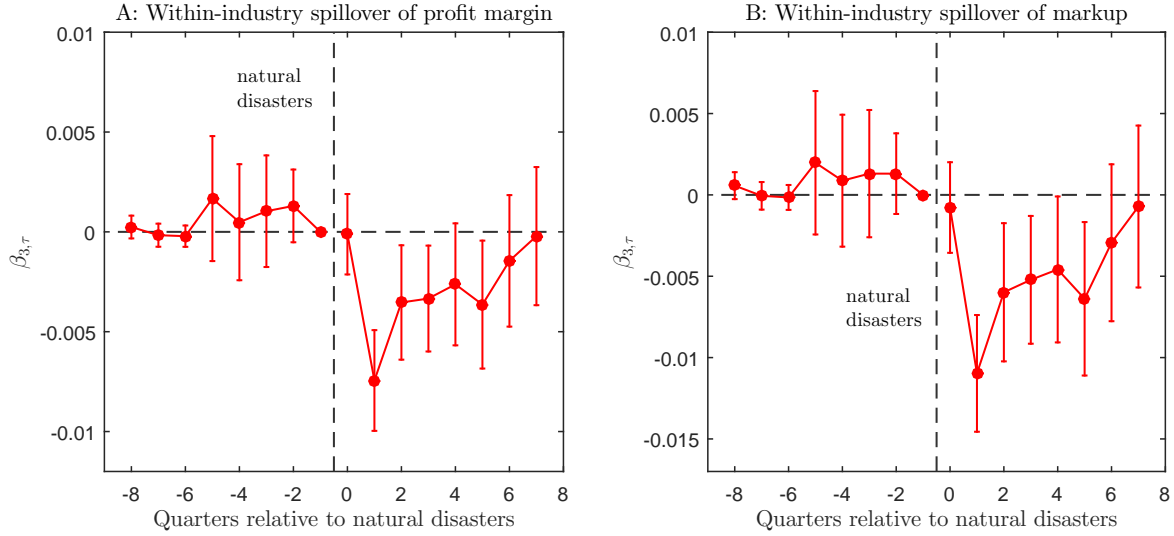 A: Within-industry spillover of profit margin
0.01
0.005
0
-0.005
-0.01
β3,τ
natural
disasters
-8 -6 -4 -2 0 2 4 6 8
Quarters relative to natural disasters
B: Within-industry spillover of markup
0.01
0.005
0
-0.005
-0.01
-0.015
β3,τ
natural
disasters
-8 -6 -4 -2 0 2 4 6 8
Quarters relative to natural disasters